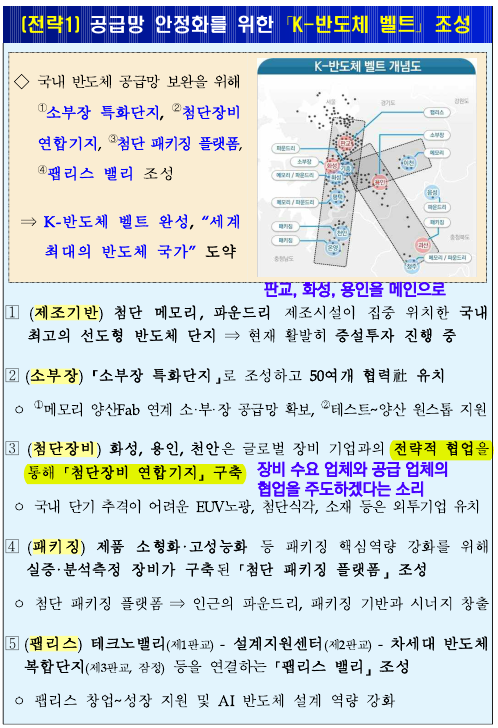 (전략1) 공급망 안정화를 위한 「K-반도체 벨트」 조성
◇ 국내 반도체 공급망 보완을 위해
①소부장 특화단지, ②첨단장비
연합기지, ③첨단 패키징 플랫폼,
④팹리스 밸리 조성
⇒ K-반도체 벨트 완성, “세계
최대의 반도체 국가” 도약
K-반도체 벨트 개념도
서울
경기도
강원도
팹리스
판교
파운드리
소부장
소부장
화성
기흥
이천
메모리
메모리 / 파운드리
화성
용인
메모리 / 파운드리
평택
음성
파운드리
패키징
천안
패키징
패키징
온양
괴산
충청북도
충청남도
청주
메모리 / 파운드리
판교, 화성, 용인을 메인으로
1 (제조기반) 첨단 메모리, 파운드리 제조시설이 집중 위치한 국내
최고의 선도형 반도체 단지 ⇒ 현재 활발히 증설투자 진행 중
2 (소부장) 「소부장 특화단지」로 조성하고 50여개 협력社 유치
ㅇ ①메모리 양산Fab 연계 소·부·장 공급망 확보, ②테스트~양산 원스톱 지원
3 (첨단장비) 화성, 용인, 천안은 글로벌 장비 기업과의 전략적 협업을
통해 「첨단장비 연합기지」 구축
장비 수요 업체와 공급 업체의
협업을 주도하겠다는 소리
ㅇ 국내 단기 추격이 어려운 EUV노광, 첨단식각, 소재 등은 외투기업 유치
4 (패키징) 제품 소형화·고성능화 등 패키징 핵심역량 강화를 위해
실증·분석측정 장비가 구축된 「첨단 패키징 플랫폼」 조성
ㅇ 첨단 패키징 플랫폼 ⇒ 인근의 파운드리, 패키징 기반과 시너지 창출
5 (팹리스) 테크노밸리(제1판교) - 설계지원센터(제2판교) - 차세대 반도체
복합단지(제3판교, 잠정) 등을 연결하는 「팹리스 밸리」 조성
ㅇ 팹리스 창업~성장 지원 및 AI 반도체 설계 역량 강화